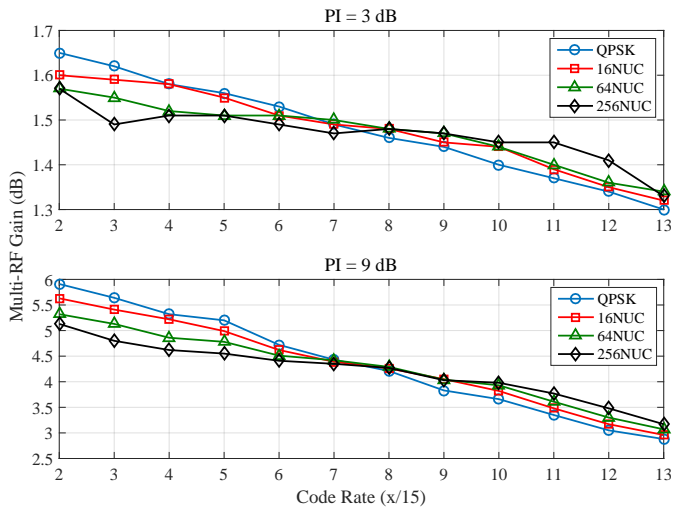 PI = 3 dB
1.7
1.6
1.5
1.4
1.3
QPSK
16NUC
64NUC
256NUC
2 3 4 5 6 7 8 9 10 11 12 13
Multi-RF Gain (dB)
PI = 9 dB
6
5.5
5
4.5
4
3.5
3
2.5
QPSK
16NUC
64NUC
256NUC
2 3 4 5 6 7 8 9 10 11 12 13
Code Rate (x/15)